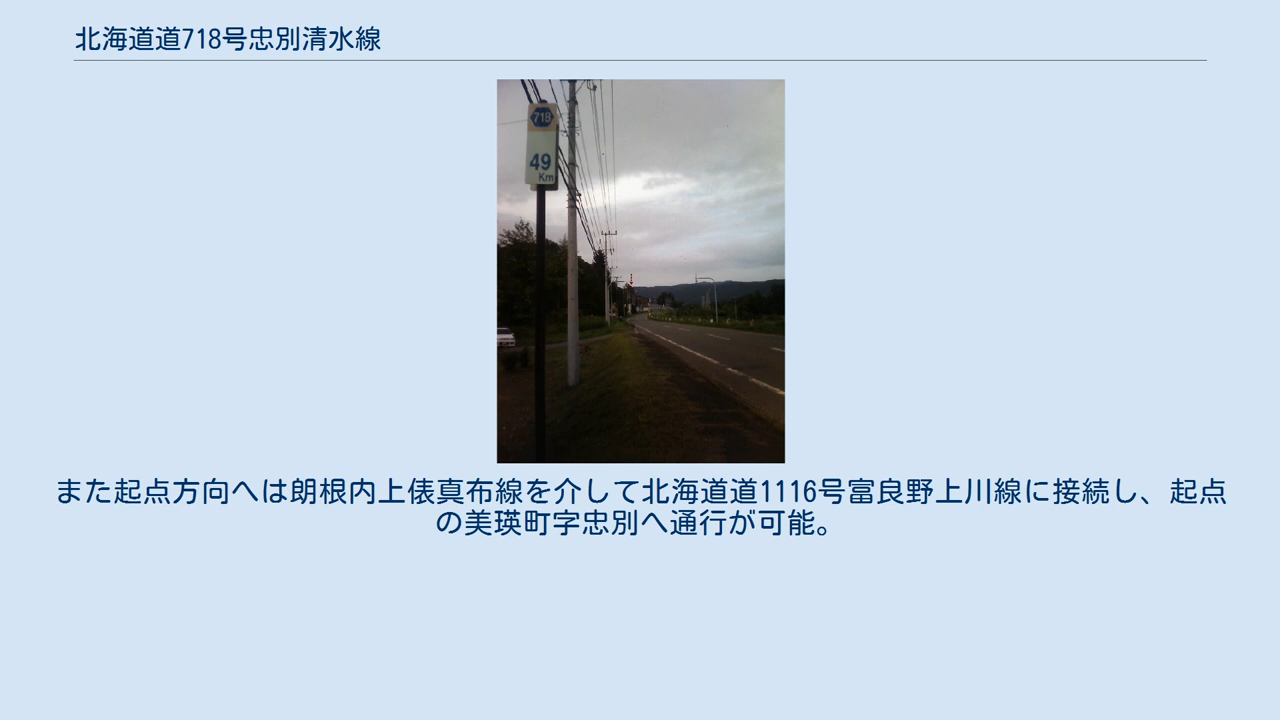 北海道道718号忠別清水線
718
49
Km
また起点方向へは朗根内上俵真布線を介して北海道道1116号富良野上川線に接続し、起点
の美瑛町字忠別へ通行が可能。